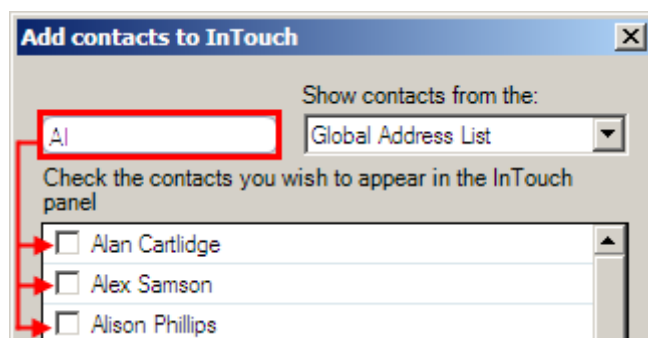 Add contacts to InTouch
Show contacts from the:
Al
Global Address List
Check the contacts you wish to appear in the InTouch
panel
Alan Cartlidge
Alex Samson
Alison Phillips